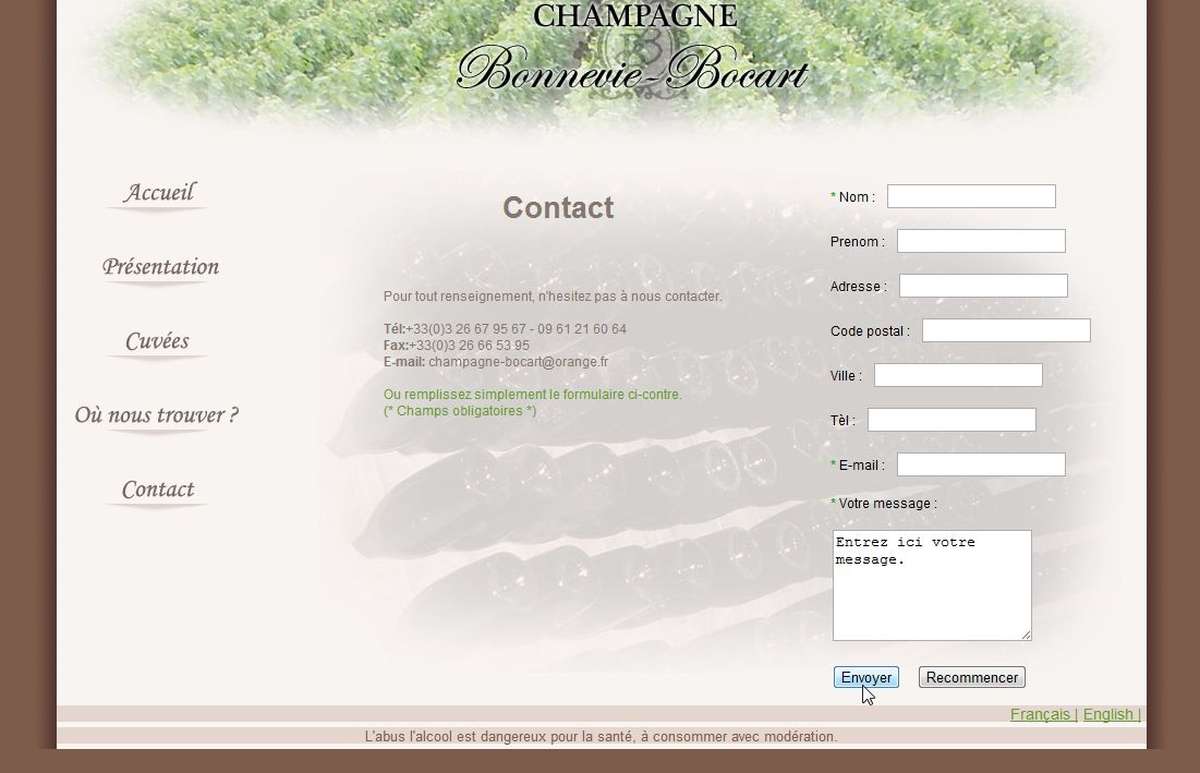 CHAMPAGNE
Bonnevie-Bocart
Accueil
Présentation
Cuvées
Où nous trouver ?
Contact
Contact
Pour tout renseignement, n'hesitez pas à nous contacter.
Tél:+33(0)3 26 67 95 67 - 09 61 21 60 64
Fax:+33(0)3 26 66 53 95
E-mail: champagne-bocart@orange.fr
Ou remplissez simplement le formulaire ci-contre.
(* Champs obligatoires *)
* Nom :
Prenom :
Adresse :
Code postal :
Ville :
Tèl :
* E-mail :
* Votre message :
Entrez ici votre
message.
Envoyer Recommencer
Français | English |
L'abus l'alcool est dangereux pour la santé, à consommer avec modération.